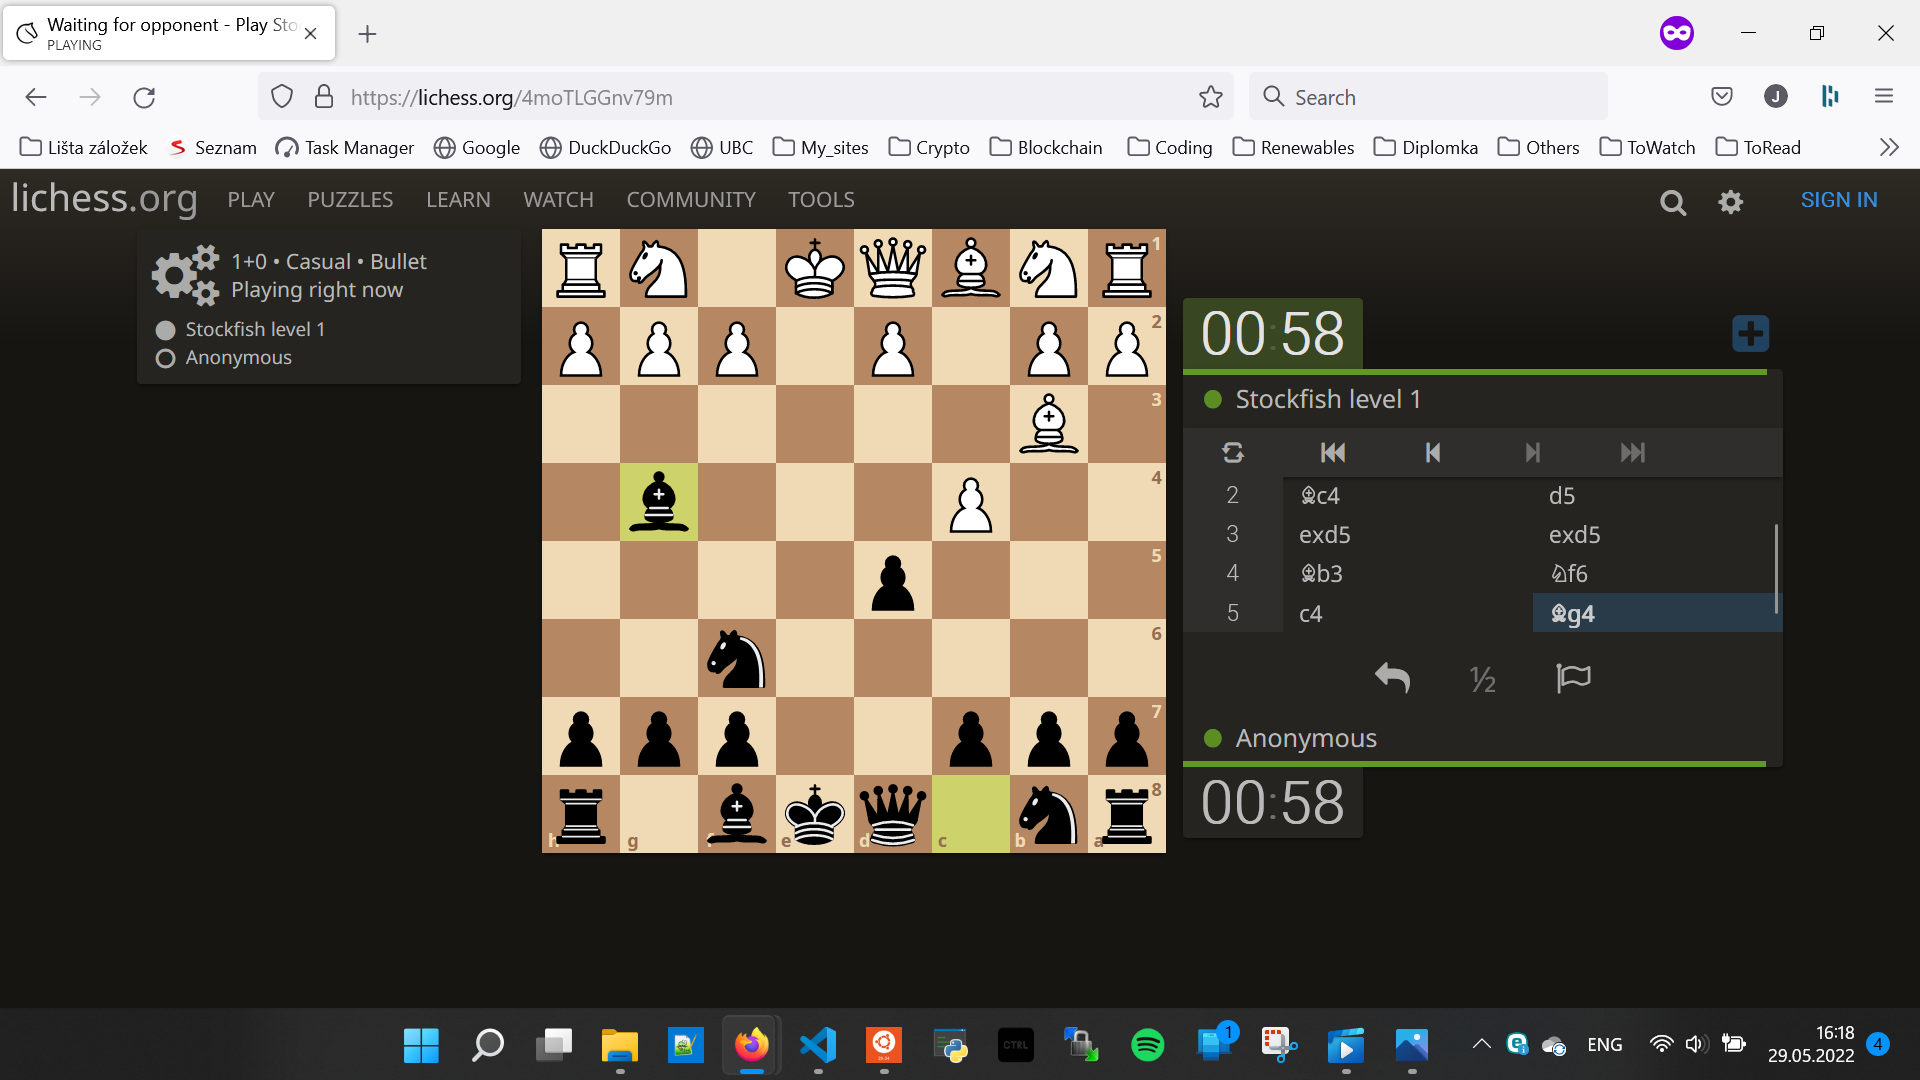 Waiting for opponent - Play Sto
PLAYING
https://lichess.org/4moTLGGnv79m
Search
J
Lišta záložek
Seznam
Task Manager
Google
DuckDuckGo
UBC
My_sites
Crypto
Blockchain
Coding
Renewables
Diplomka
Others
ToWatch
ToRead
lichess.org
PLAY
PUZZLES
LEARN
WATCH
COMMUNITY
TOOLS
SIGN IN
1+0 • Casual • Bullet
Playing right now
Stockfish level 1
Anonymous
1
2
3
4
5
6
7
8
h
g
f
e
d
c
b
a
00:58
Stockfish level 1
2 ♗c4 d5
3 exd5 exd5
4 ♗b3 ♘f6
5 c4 ♗g4
½
Anonymous
00:58
CTRL
1
ENG
16:18
29.05.2022
4